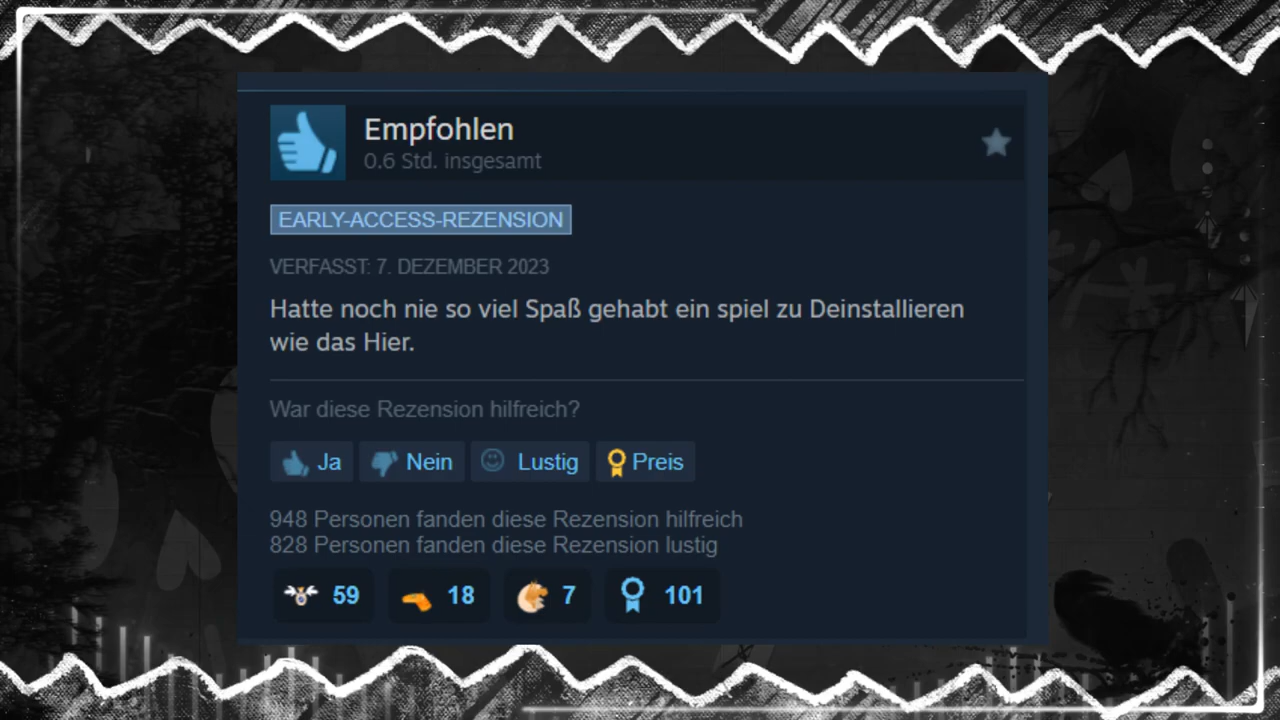 Empfohlen
0.6 Std. insgesamt
EARLY-ACCESS-REZENSION
VERFASST: 7. DEZEMBER 2023
Hatte noch nie so viel Spaß gehabt ein spiel zu Deinstallieren
wie das Hier.
War diese Rezension hilfreich?
Ja Nein Lustig Preis
948 Personen fanden diese Rezension hilfreich
828 Personen fanden diese Rezension lustig
59 18 7 101